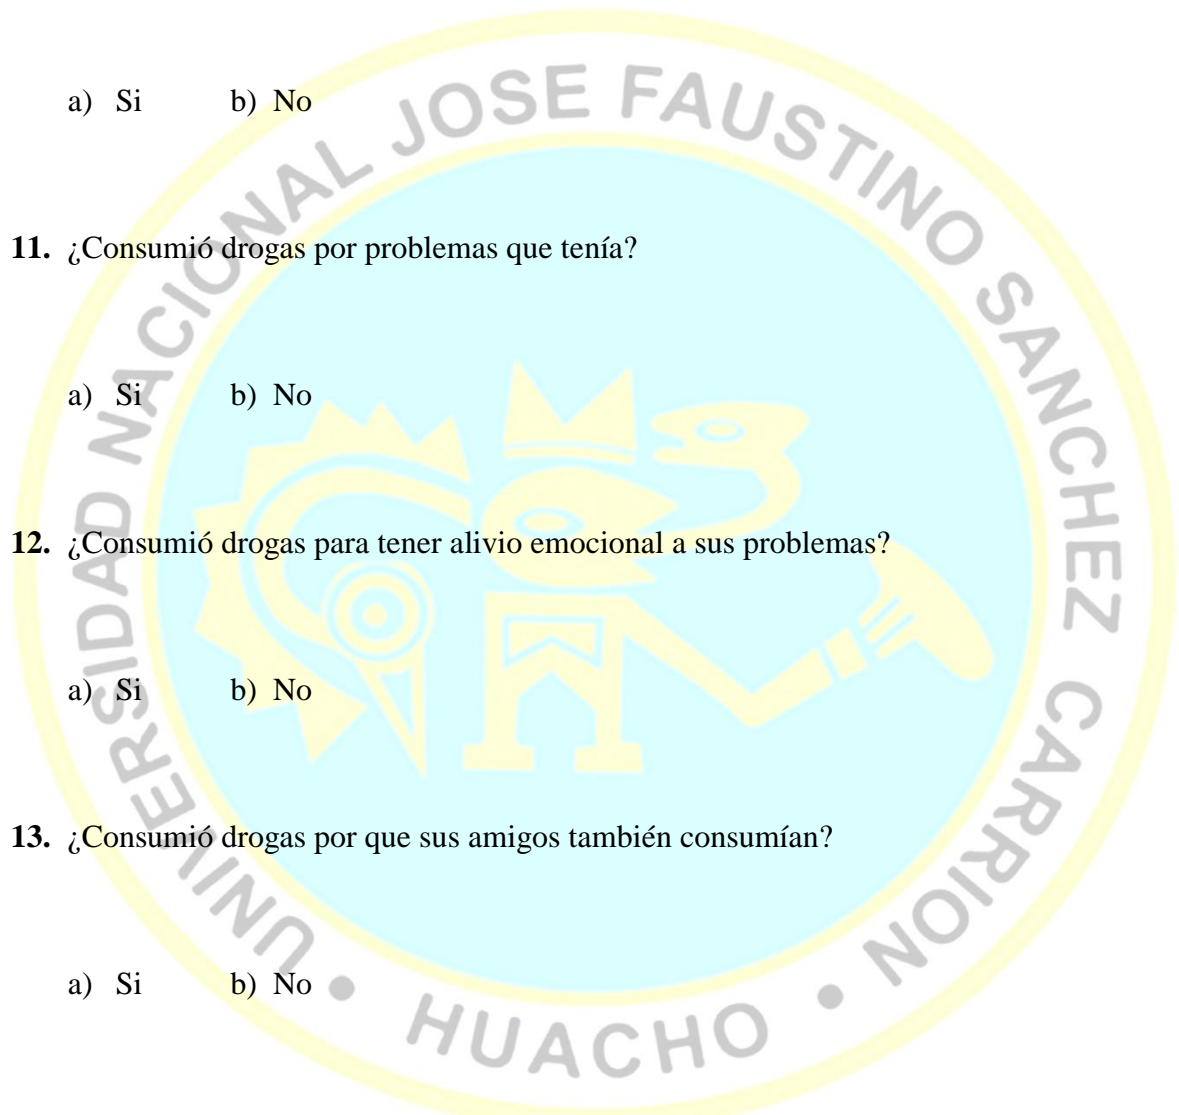 a) Si b) No
11. ¿Consumió drogas por problemas que tenía?
a) Si b) No
12. ¿Consumió drogas para tener alivio emocional a sus problemas?
a) Si b) No
13. ¿Consumió drogas por que sus amigos también consumían?
a) Si b) No
UNIVERSIDAD NACIONAL JOSE FAUSTINO SANCHEZ CARRION • HUACHO •